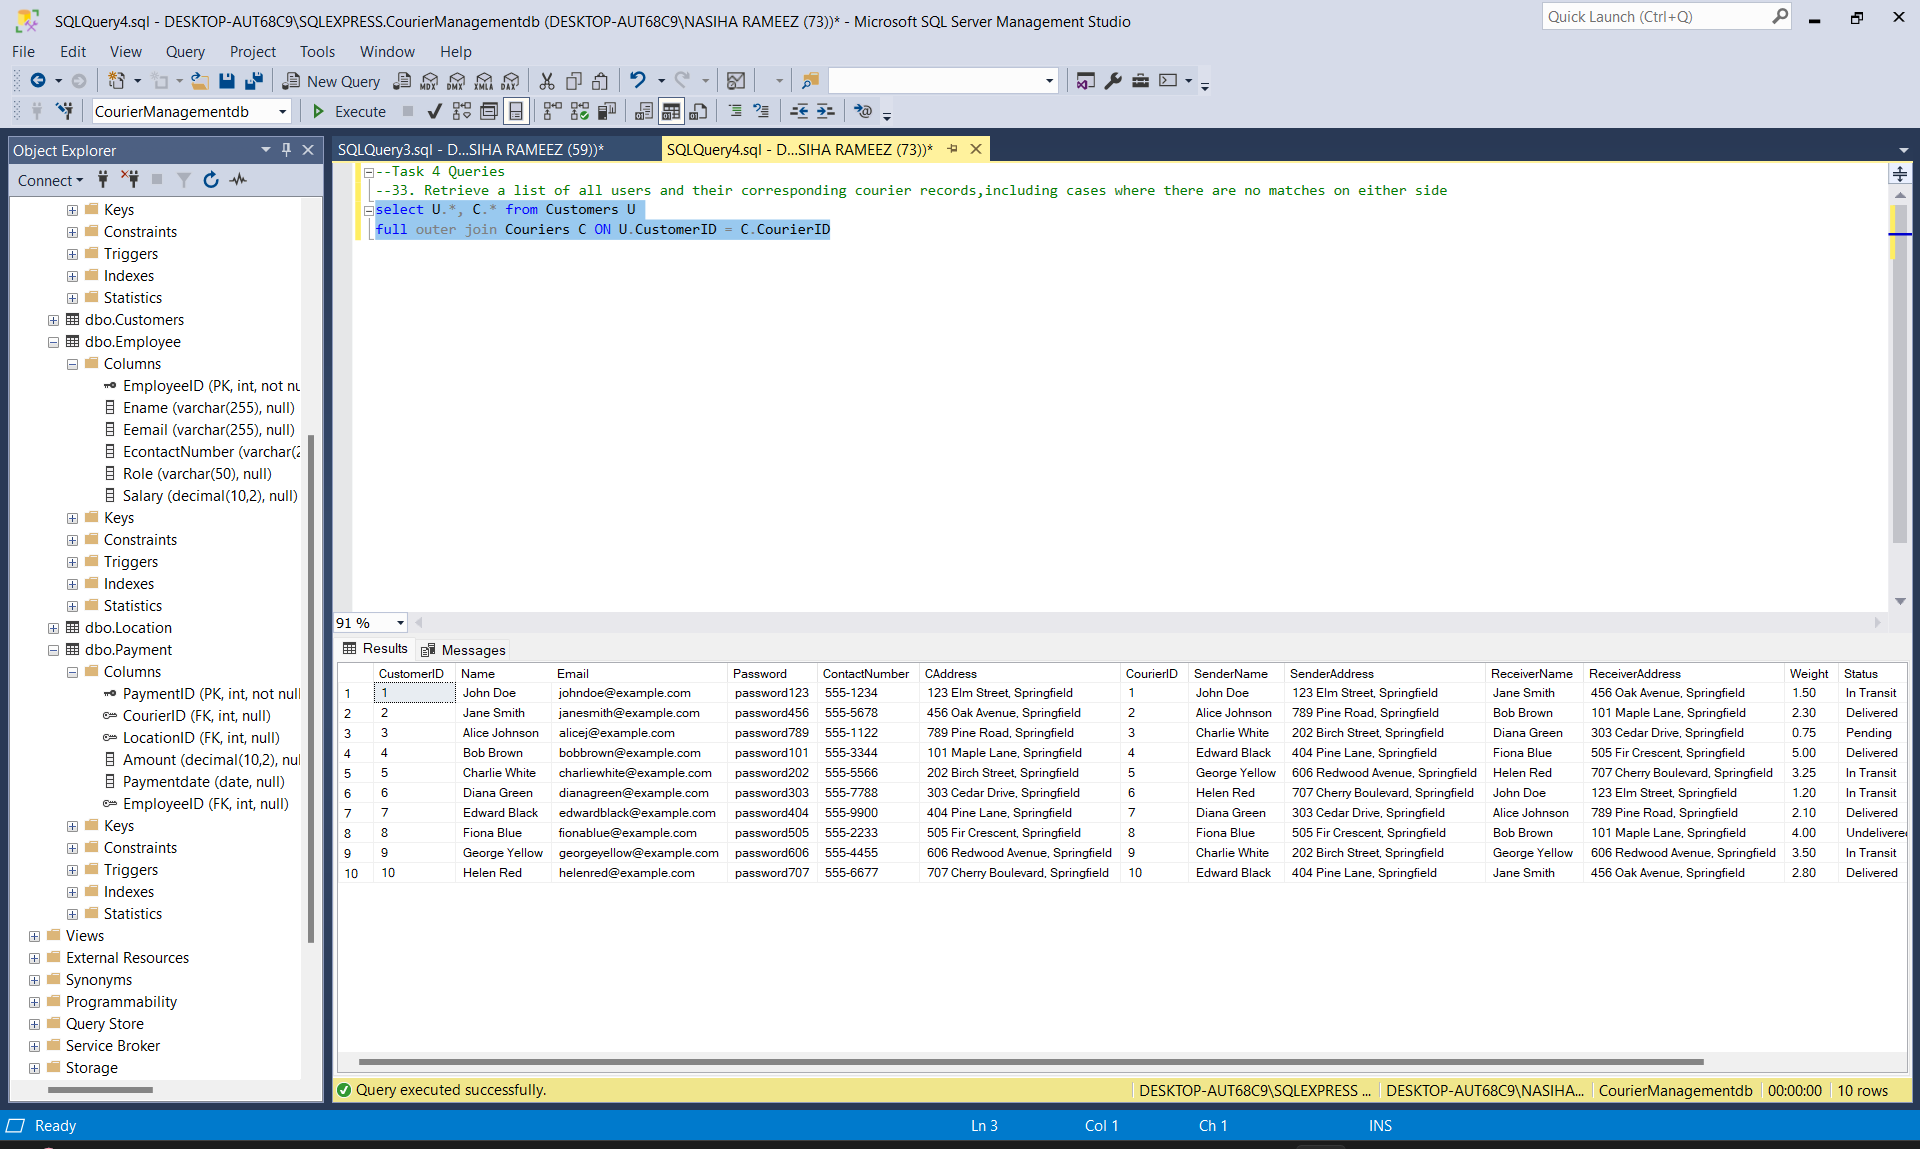 SQLQuery4.sql - DESKTOP-AUT68C9\SQLEXPRESS.CourierManagementdb (DESKTOP-AUT68C9\NASIHA RAMEEZ (73))* - Microsoft SQL Server Management Studio
Quick Launch (Ctrl+Q)
File Edit View Query Project Tools Window Help
New Query MDX DMX XMLA DAX
CourierManagementdb Execute
Object Explorer
Connect
Keys
Constraints
Triggers
Indexes
Statistics
dbo.Customers
dbo.Employee
Columns
EmployeeID (PK, int, not nu
Ename (varchar(255), null)
Eemail (varchar(255), null)
EcontactNumber (varchar(2
Role (varchar(50), null)
Salary (decimal(10,2), null)
Keys
Constraints
Triggers
Indexes
Statistics
dbo.Location
dbo.Payment
Columns
PaymentID (PK, int, not null
CourierID (FK, int, null)
LocationID (FK, int, null)
Amount (decimal(10,2), nul
Paymentdate (date, null)
EmployeeID (FK, int, null)
Keys
Constraints
Triggers
Indexes
Statistics
Views
External Resources
Synonyms
Programmability
Query Store
Service Broker
Storage
SQLQuery3.sql - D...SIHA RAMEEZ (59))* SQLQuery4.sql - D...SIHA RAMEEZ (73))*
--Task 4 Queries
--33. Retrieve a list of all users and their corresponding courier records,including cases where there are no matches on either side
select U.*, C.* from Customers U
full outer join Couriers C ON U.CustomerID = C.CourierID
91 %
Results Messages
CustomerID Name Email Password ContactNumber CAddress CourierID SenderName SenderAddress ReceiverName ReceiverAddress Weight Status
1 1 John Doe johndoe@example.com password123 555-1234 123 Elm Street, Springfield 1 John Doe 123 Elm Street, Springfield Jane Smith 456 Oak Avenue, Springfield 1.50 In Transit
2 2 Jane Smith janesmith@example.com password456 555-5678 456 Oak Avenue, Springfield 2 Alice Johnson 789 Pine Road, Springfield Bob Brown 101 Maple Lane, Springfield 2.30 Delivered
3 3 Alice Johnson alicej@example.com password789 555-1122 789 Pine Road, Springfield 3 Charlie White 202 Birch Street, Springfield Diana Green 303 Cedar Drive, Springfield 0.75 Pending
4 4 Bob Brown bobbrown@example.com password101 555-3344 101 Maple Lane, Springfield 4 Edward Black 404 Pine Lane, Springfield Fiona Blue 505 Fir Crescent, Springfield 5.00 Delivered
5 5 Charlie White charliewhite@example.com password202 555-5566 202 Birch Street, Springfield 5 George Yellow 606 Redwood Avenue, Springfield Helen Red 707 Cherry Boulevard, Springfield 3.25 In Transit
6 6 Diana Green dianagreen@example.com password303 555-7788 303 Cedar Drive, Springfield 6 Helen Red 707 Cherry Boulevard, Springfield John Doe 123 Elm Street, Springfield 1.20 In Transit
7 7 Edward Black edwardblack@example.com password404 555-9900 404 Pine Lane, Springfield 7 Diana Green 303 Cedar Drive, Springfield Alice Johnson 789 Pine Road, Springfield 2.10 Delivered
8 8 Fiona Blue fionablue@example.com password505 555-2233 505 Fir Crescent, Springfield 8 Fiona Blue 505 Fir Crescent, Springfield Bob Brown 101 Maple Lane, Springfield 4.00 Undelivered
9 9 George Yellow georgeyellow@example.com password606 555-4455 606 Redwood Avenue, Springfield 9 Charlie White 202 Birch Street, Springfield George Yellow 606 Redwood Avenue, Springfield 3.50 In Transit
10 10 Helen Red helenred@example.com password707 555-6677 707 Cherry Boulevard, Springfield 10 Edward Black 404 Pine Lane, Springfield Jane Smith 456 Oak Avenue, Springfield 2.80 Delivered
Query executed successfully. DESKTOP-AUT68C9\SQLEXPRESS ... DESKTOP-AUT68C9\NASIHA... CourierManagementdb 00:00:00 10 rows
Ready Ln 3 Col 1 Ch 1 INS